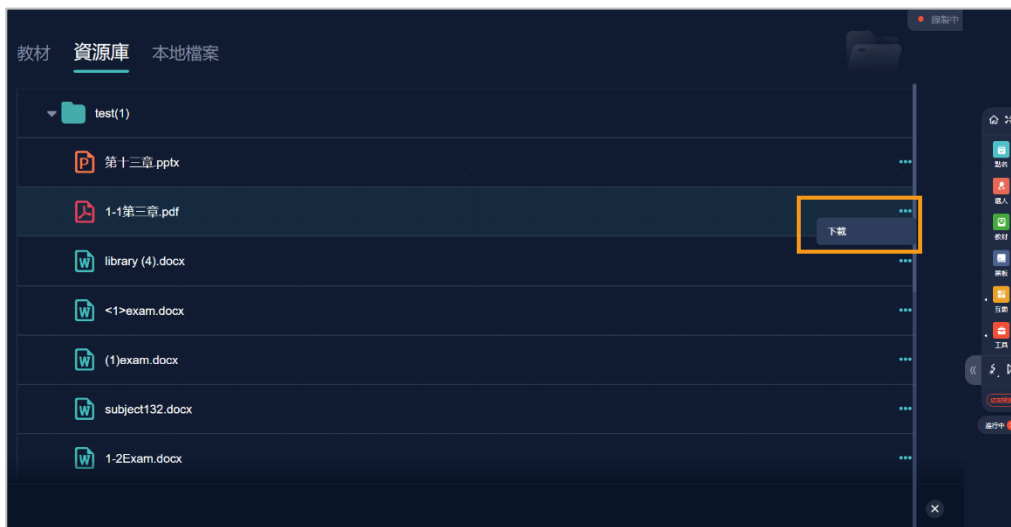 錄製中
教材 資源庫 本地檔案
test(1)
第十三章.pptx
1-1第三章.pdf
下載
library (4).docx
<1>exam.docx
(1)exam.docx
subject132.docx
1-2Exam.docx
點名
選人
教材
黑板
互動
工具
進行中